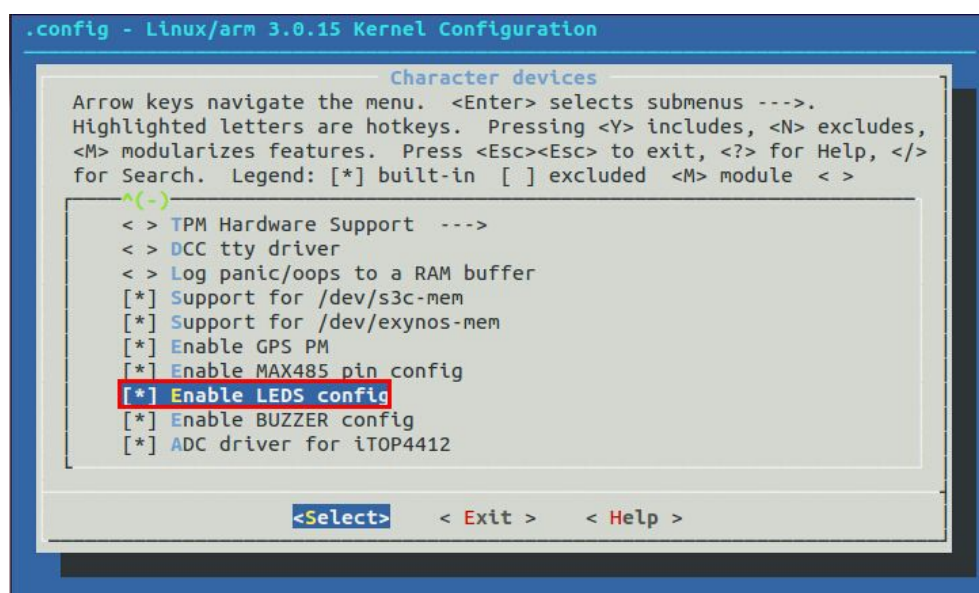 .config - Linux/arm 3.0.15 Kernel Configuration
Character devices
Arrow keys navigate the menu.  <Enter> selects submenus --->.
Highlighted letters are hotkeys.  Pressing <Y> includes, <N> excludes,
<M> modularizes features.  Press <Esc><Esc> to exit, <?> for Help, </>
for Search.  Legend: [*] built-in  [ ] excluded  <M> module  < >
^(-)
< > TPM Hardware Support  --->
< > DCC tty driver
< > Log panic/oops to a RAM buffer
[*] Support for /dev/s3c-mem
[*] Support for /dev/exynos-mem
[*] Enable GPS PM
[*] Enable MAX485 pin config
[*] Enable LEDS config
[*] Enable BUZZER config
[*] ADC driver for iTOP4412
<Select>    < Exit >    < Help >